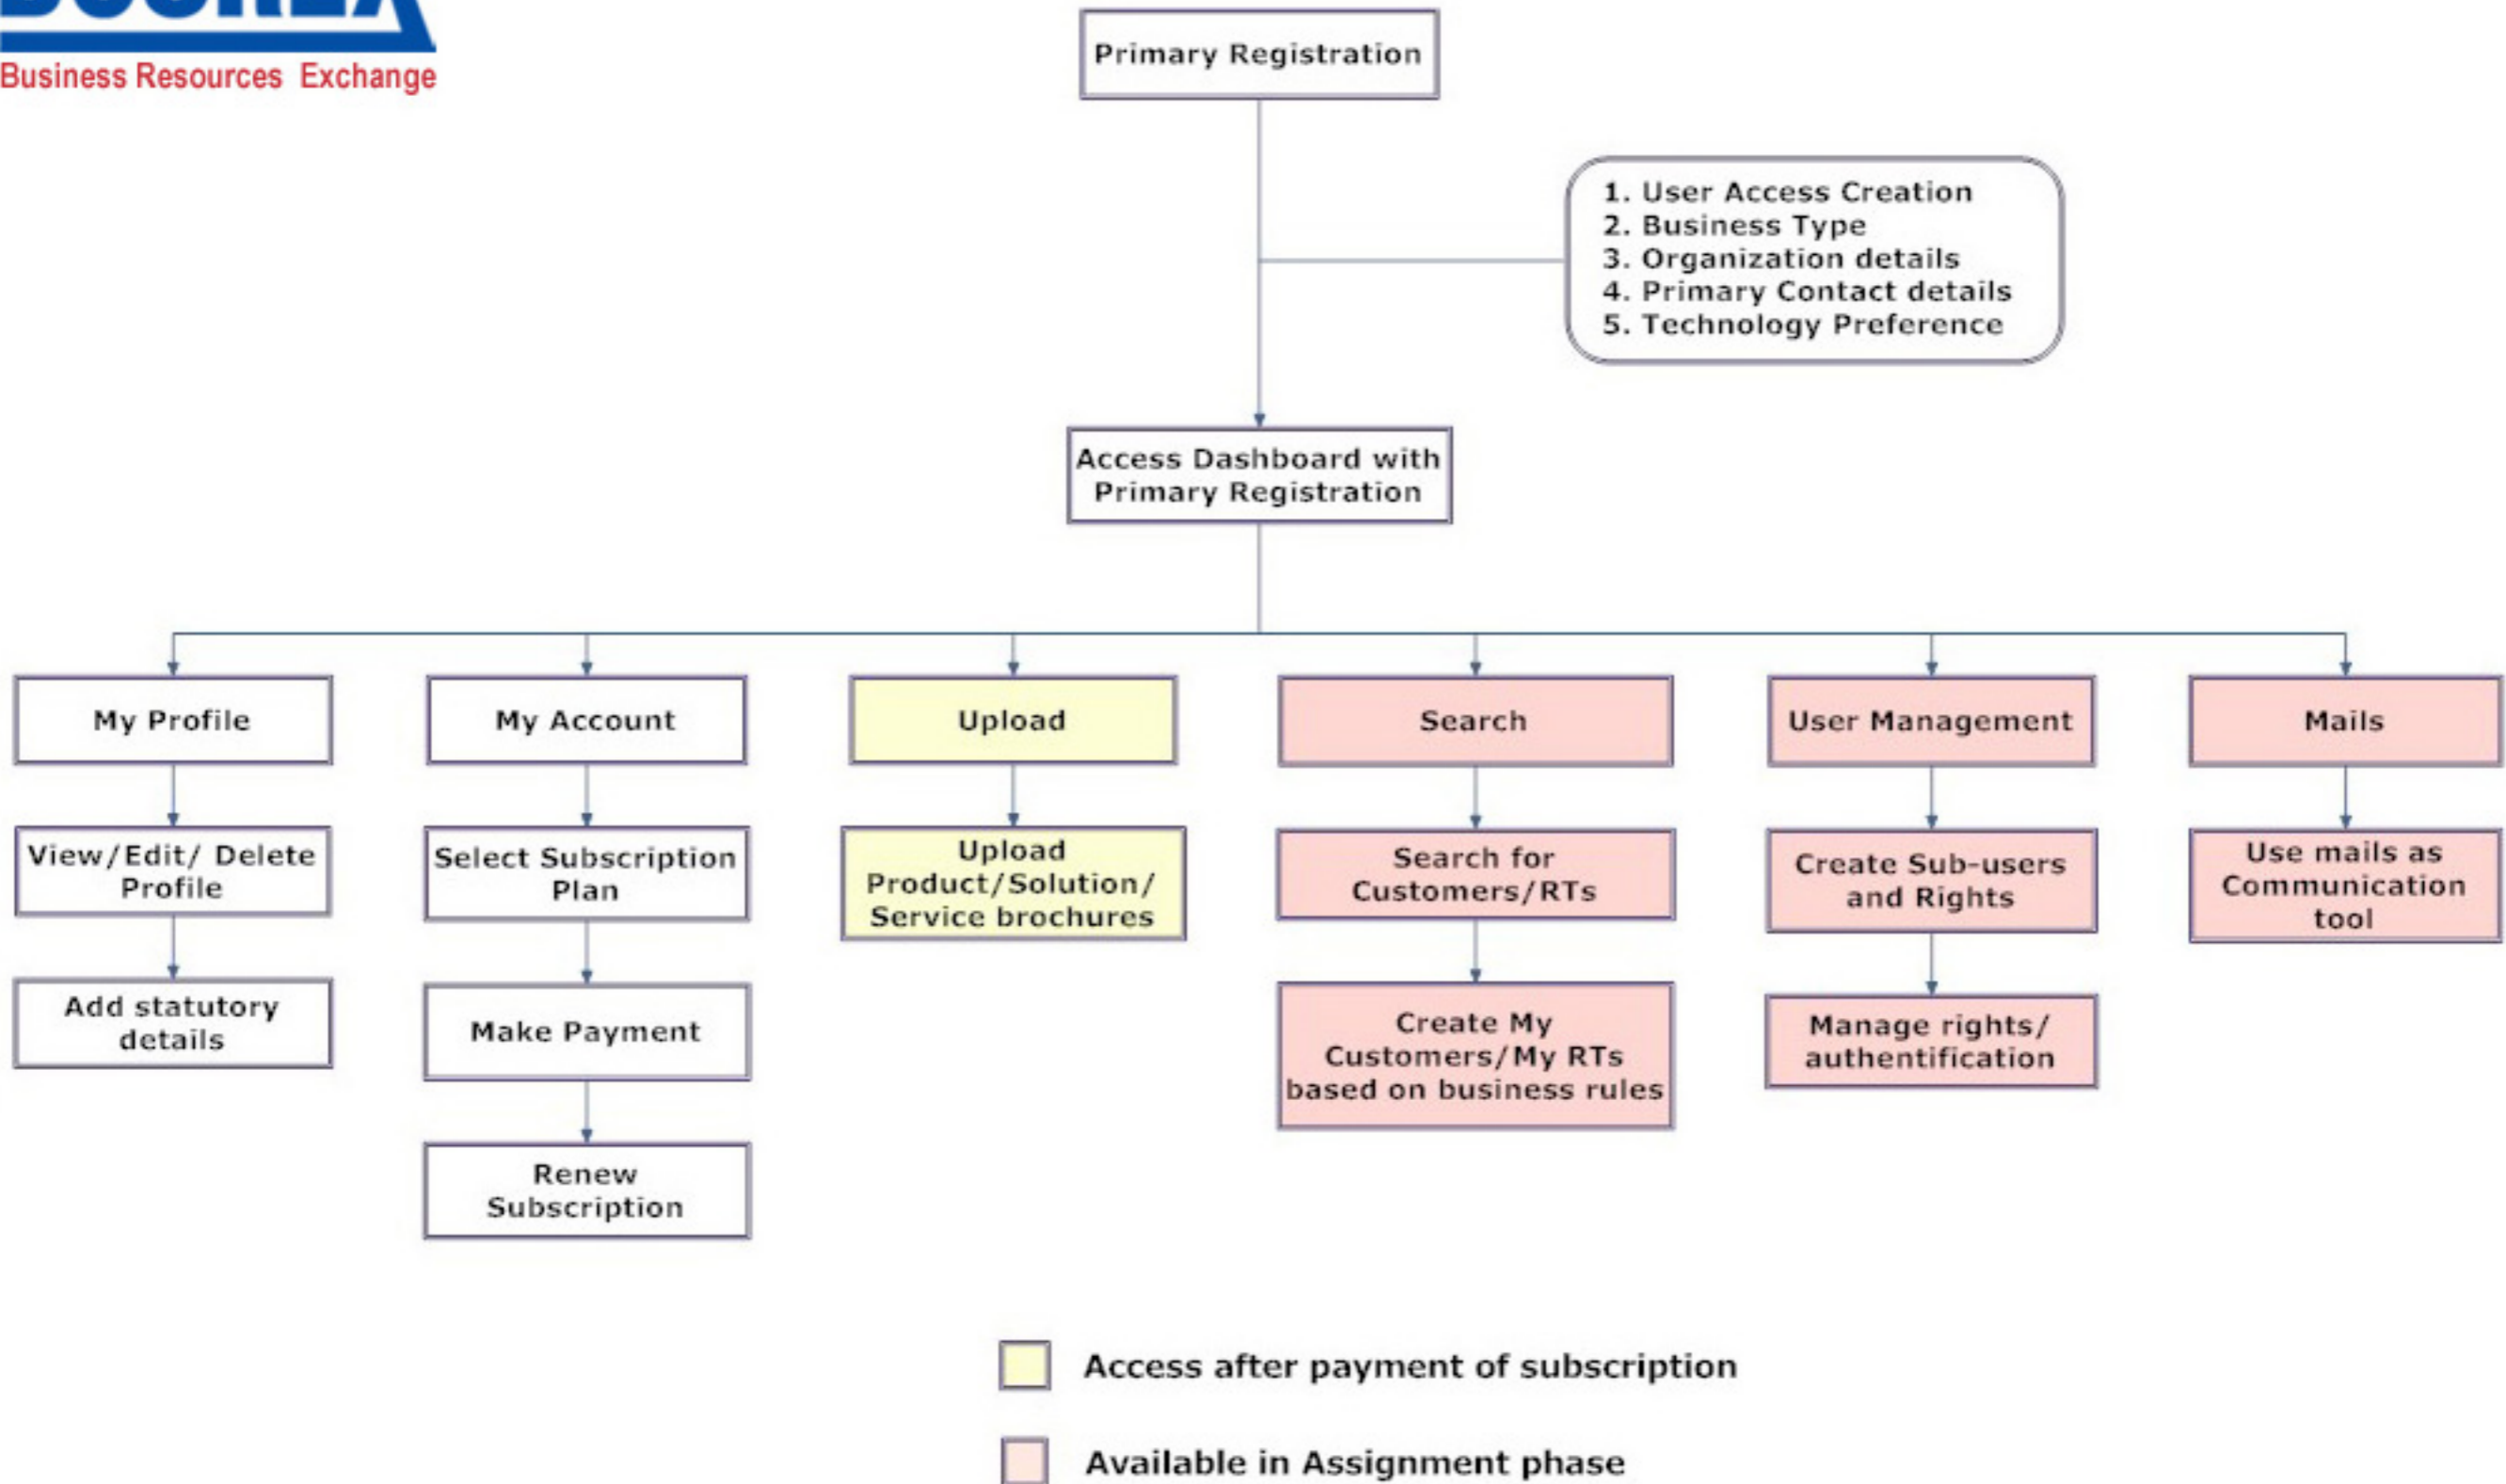 Business Resources Exchange
Primary Registration
1. User Access Creation
2. Business Type
3. Organization details
4. Primary Contact details
5. Technology Preference
Access Dashboard with
Primary Registration
My Profile
My Account
Upload
Search
User Management
Mails
View/Edit/ Delete
Profile
Select Subscription
Plan
Upload
Product/Solution/
Service brochures
Search for
Customers/RTs
Create Sub-users
and Rights
Use mails as
Communication
tool
Add statutory
details
Make Payment
Create My
Customers/My RTs
based on business rules
Manage rights/
authentification
Renew
Subscription
Access after payment of subscription
Available in Assignment phase